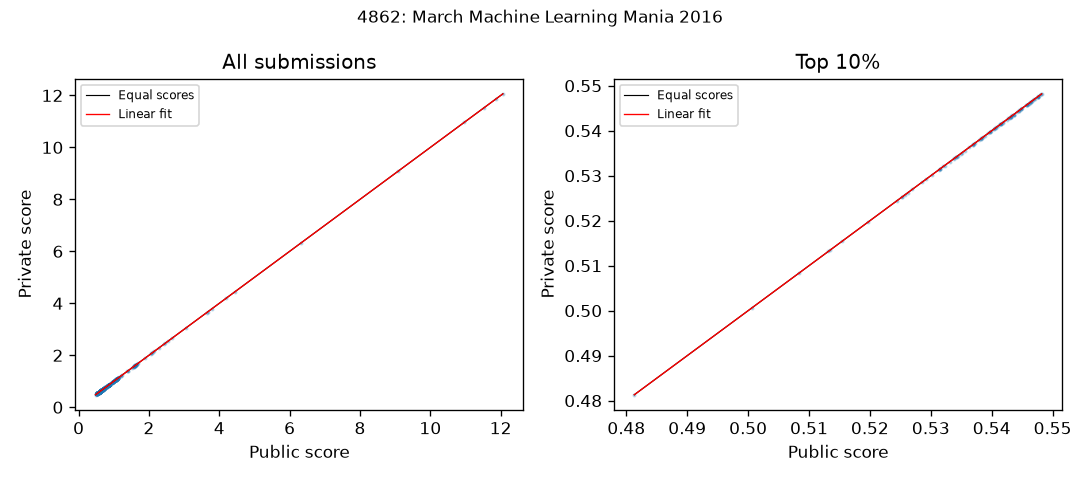 4862: March Machine Learning Mania 2016
All submissions
Equal scores
Linear fit
12
10
8
6
4
2
0
Private score
0 2 4 6 8 10 12
Public score
Top 10%
Equal scores
Linear fit
0.55
0.54
0.53
0.52
0.51
0.50
0.49
0.48
Private score
0.48 0.49 0.50 0.51 0.52 0.53 0.54 0.55
Public score